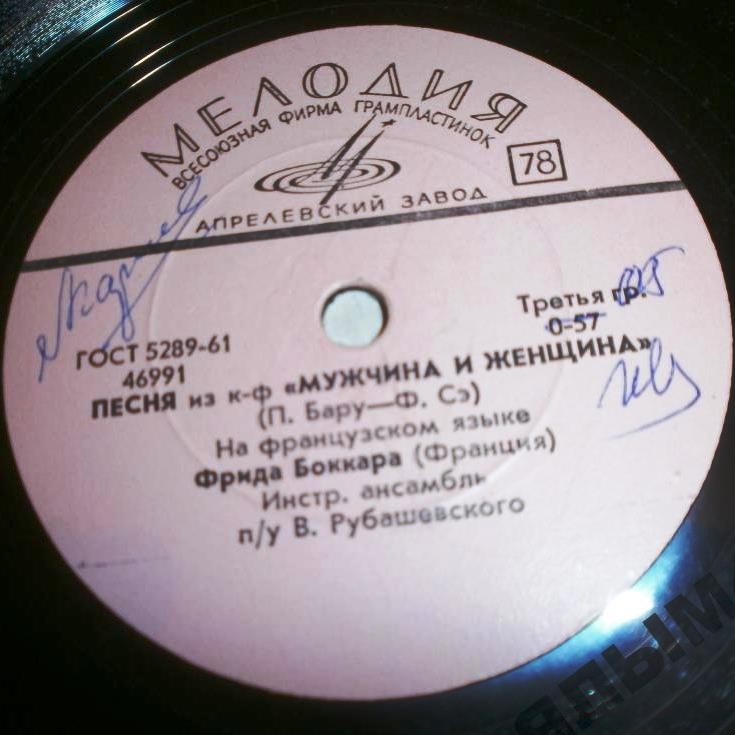 МЕЛОДИЯ
ВСЕСОЮЗНАЯ ФИРМА ГРАМПЛАСТИНОК
78
АПРЕЛЕВСКИЙ ЗАВОД
Третья гр.
ГОСТ 5289-61
0-57
46991
ПЕСНЯ из к-ф «МУЖЧИНА И ЖЕНЩИНА»
(П. Бару—Ф. Сэ)
На французском языке
Фрида Боккара (Франция)
Инстр. ансамбль
п/у В. Рубашевского